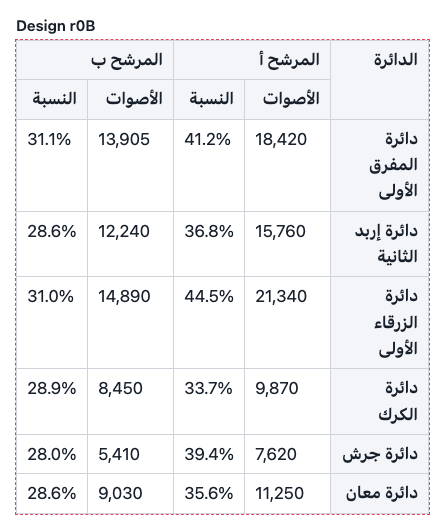 Design r0B
الدائرة المرشح أ المرشح ب
الأصوات النسبة الأصوات النسبة
دائرة المفرق الأولى 18,420 41.2% 13,905 31.1%
دائرة إربد الثانية 15,760 36.8% 12,240 28.6%
دائرة الزرقاء الأولى 21,340 44.5% 14,890 31.0%
دائرة الكرك 9,870 33.7% 8,450 28.9%
دائرة جرش 7,620 39.4% 5,410 28.0%
دائرة معان 11,250 35.6% 9,030 28.6%